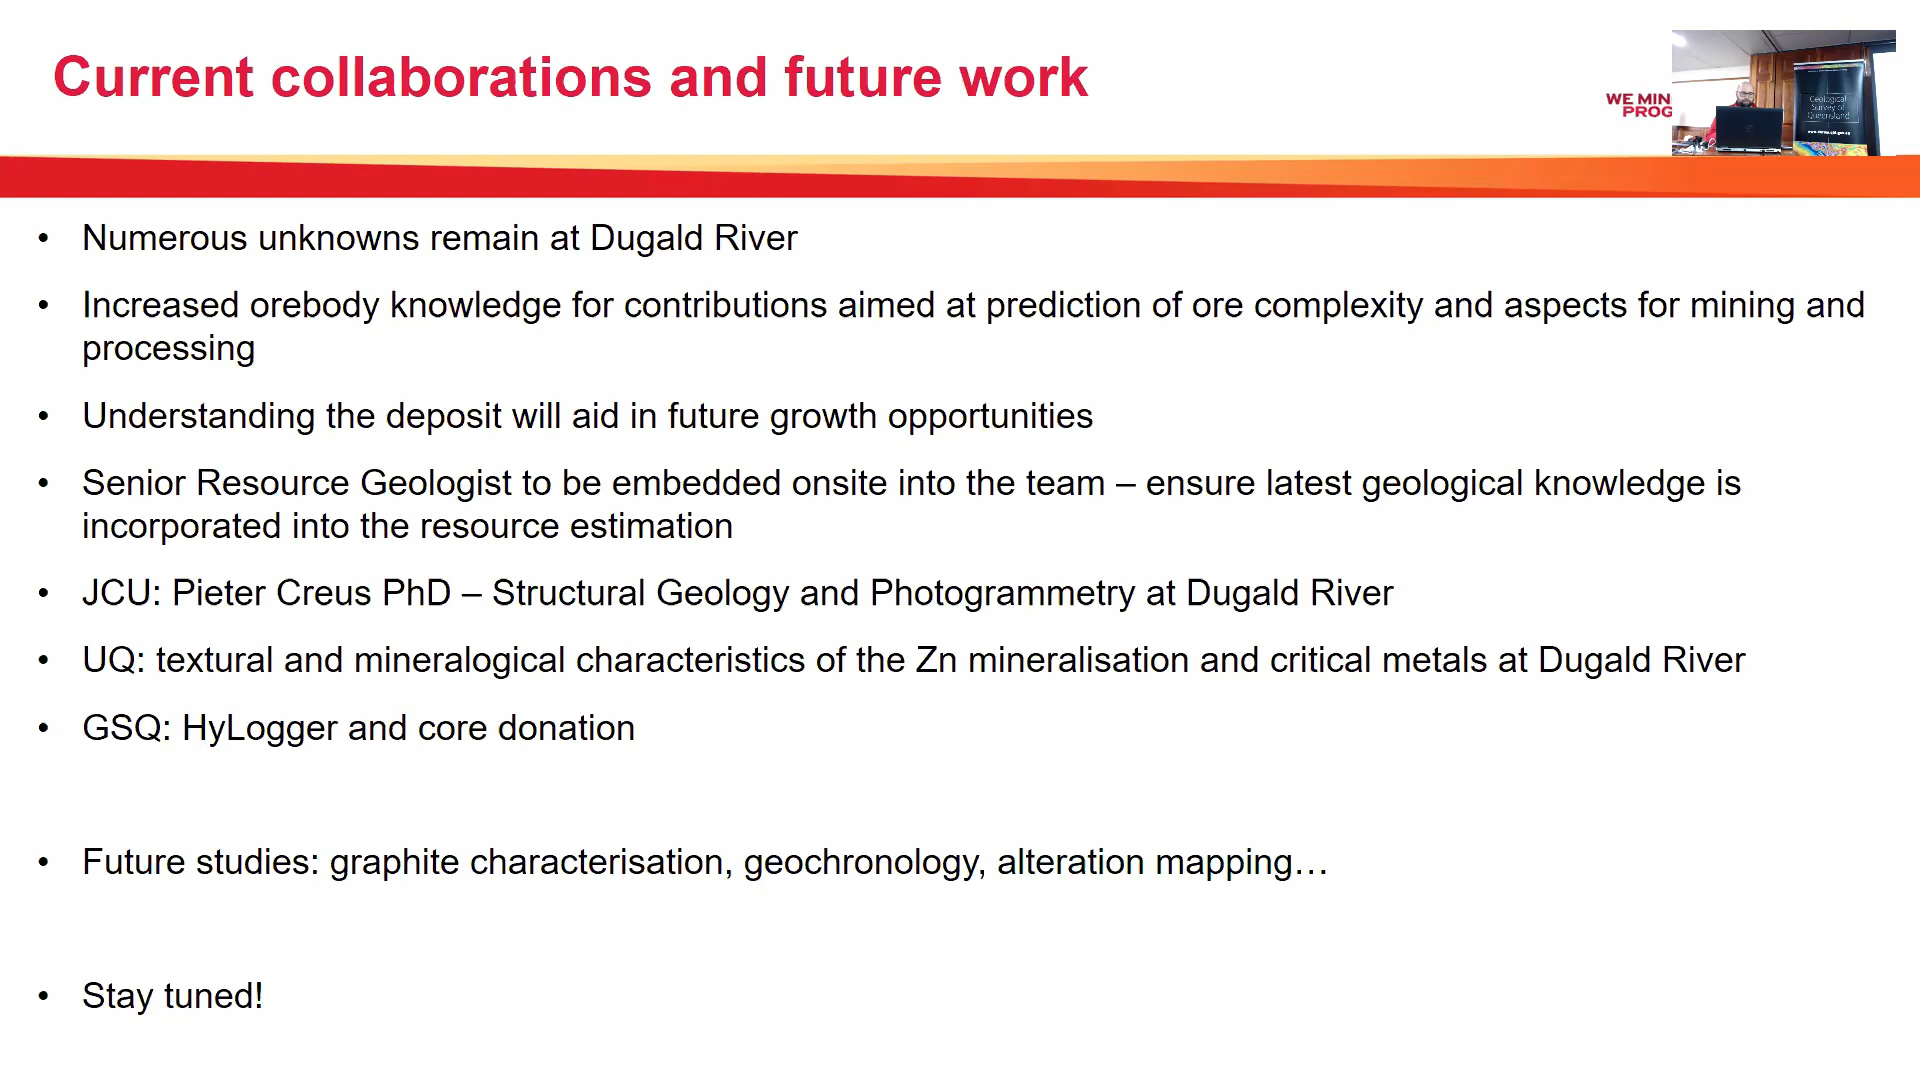 Current collaborations and future work
WE MIN
PROG
Geological
Survey of
Queensland
• Numerous unknowns remain at Dugald River
• Increased orebody knowledge for contributions aimed at prediction of ore complexity and aspects for mining and
processing
• Understanding the deposit will aid in future growth opportunities
• Senior Resource Geologist to be embedded onsite into the team – ensure latest geological knowledge is
incorporated into the resource estimation
• JCU: Pieter Creus PhD – Structural Geology and Photogrammetry at Dugald River
• UQ: textural and mineralogical characteristics of the Zn mineralisation and critical metals at Dugald River
• GSQ: HyLogger and core donation
• Future studies: graphite characterisation, geochronology, alteration mapping…
• Stay tuned!